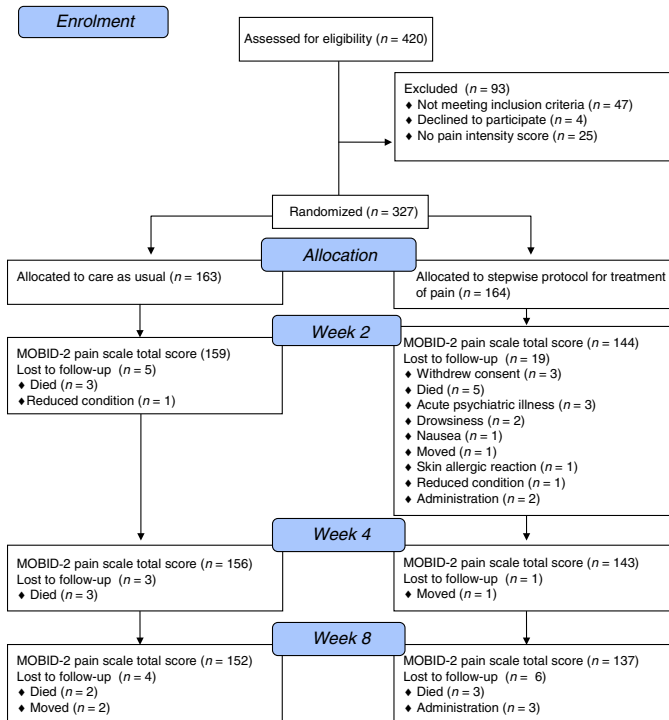 Enrolment
Assessed for eligibility (n = 420)
Excluded (n = 93)
♦ Not meeting inclusion criteria (n = 47)
♦ Declined to participate (n = 4)
♦ No pain intensity score (n = 25)
Randomized (n = 327)
Allocation
Allocated to care as usual (n = 163)
Allocated to stepwise protocol for treatment
of pain (n = 164)
Week 2
MOBID-2 pain scale total score (159)
Lost to follow-up (n = 5)
♦ Died (n = 3)
♦Reduced condition (n = 1)
MOBID-2 pain scale total score (n = 144)
Lost to follow-up (n = 19)
♦ Withdrew consent (n = 3)
♦ Died (n = 5)
♦ Acute psychiatric illness (n = 3)
♦ Drowsiness (n = 2)
♦ Nausea (n = 1)
♦ Moved (n = 1)
♦ Skin allergic reaction (n = 1)
♦ Reduced condition (n = 1)
♦ Administration (n = 2)
Week 4
MOBID-2 pain scale total score (n = 156)
Lost to follow-up (n = 3)
♦ Died (n = 3)
MOBID-2 pain scale total score (n = 143)
Lost to follow-up (n = 1)
♦ Moved (n = 1)
Week 8
MOBID-2 pain scale total score (n = 152)
Lost to follow-up (n = 4)
♦ Died (n = 2)
♦ Moved (n = 2)
MOBID-2 pain scale total score (n = 137)
Lost to follow-up (n = 6)
♦ Died (n = 3)
♦ Administration (n = 3)